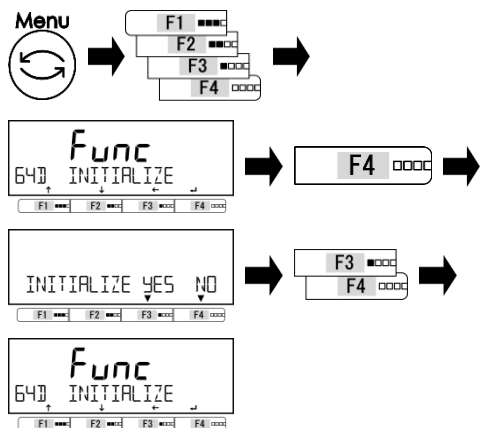 Menu
F1
F2
F3
F4
Func
64D INITIALIZE
F1 F2 F3 F4
F4
INITIALIZE YES NO
F1 F2 F3 F4
F3
F4
Func
64D INITIALIZE
F1 F2 F3 F4